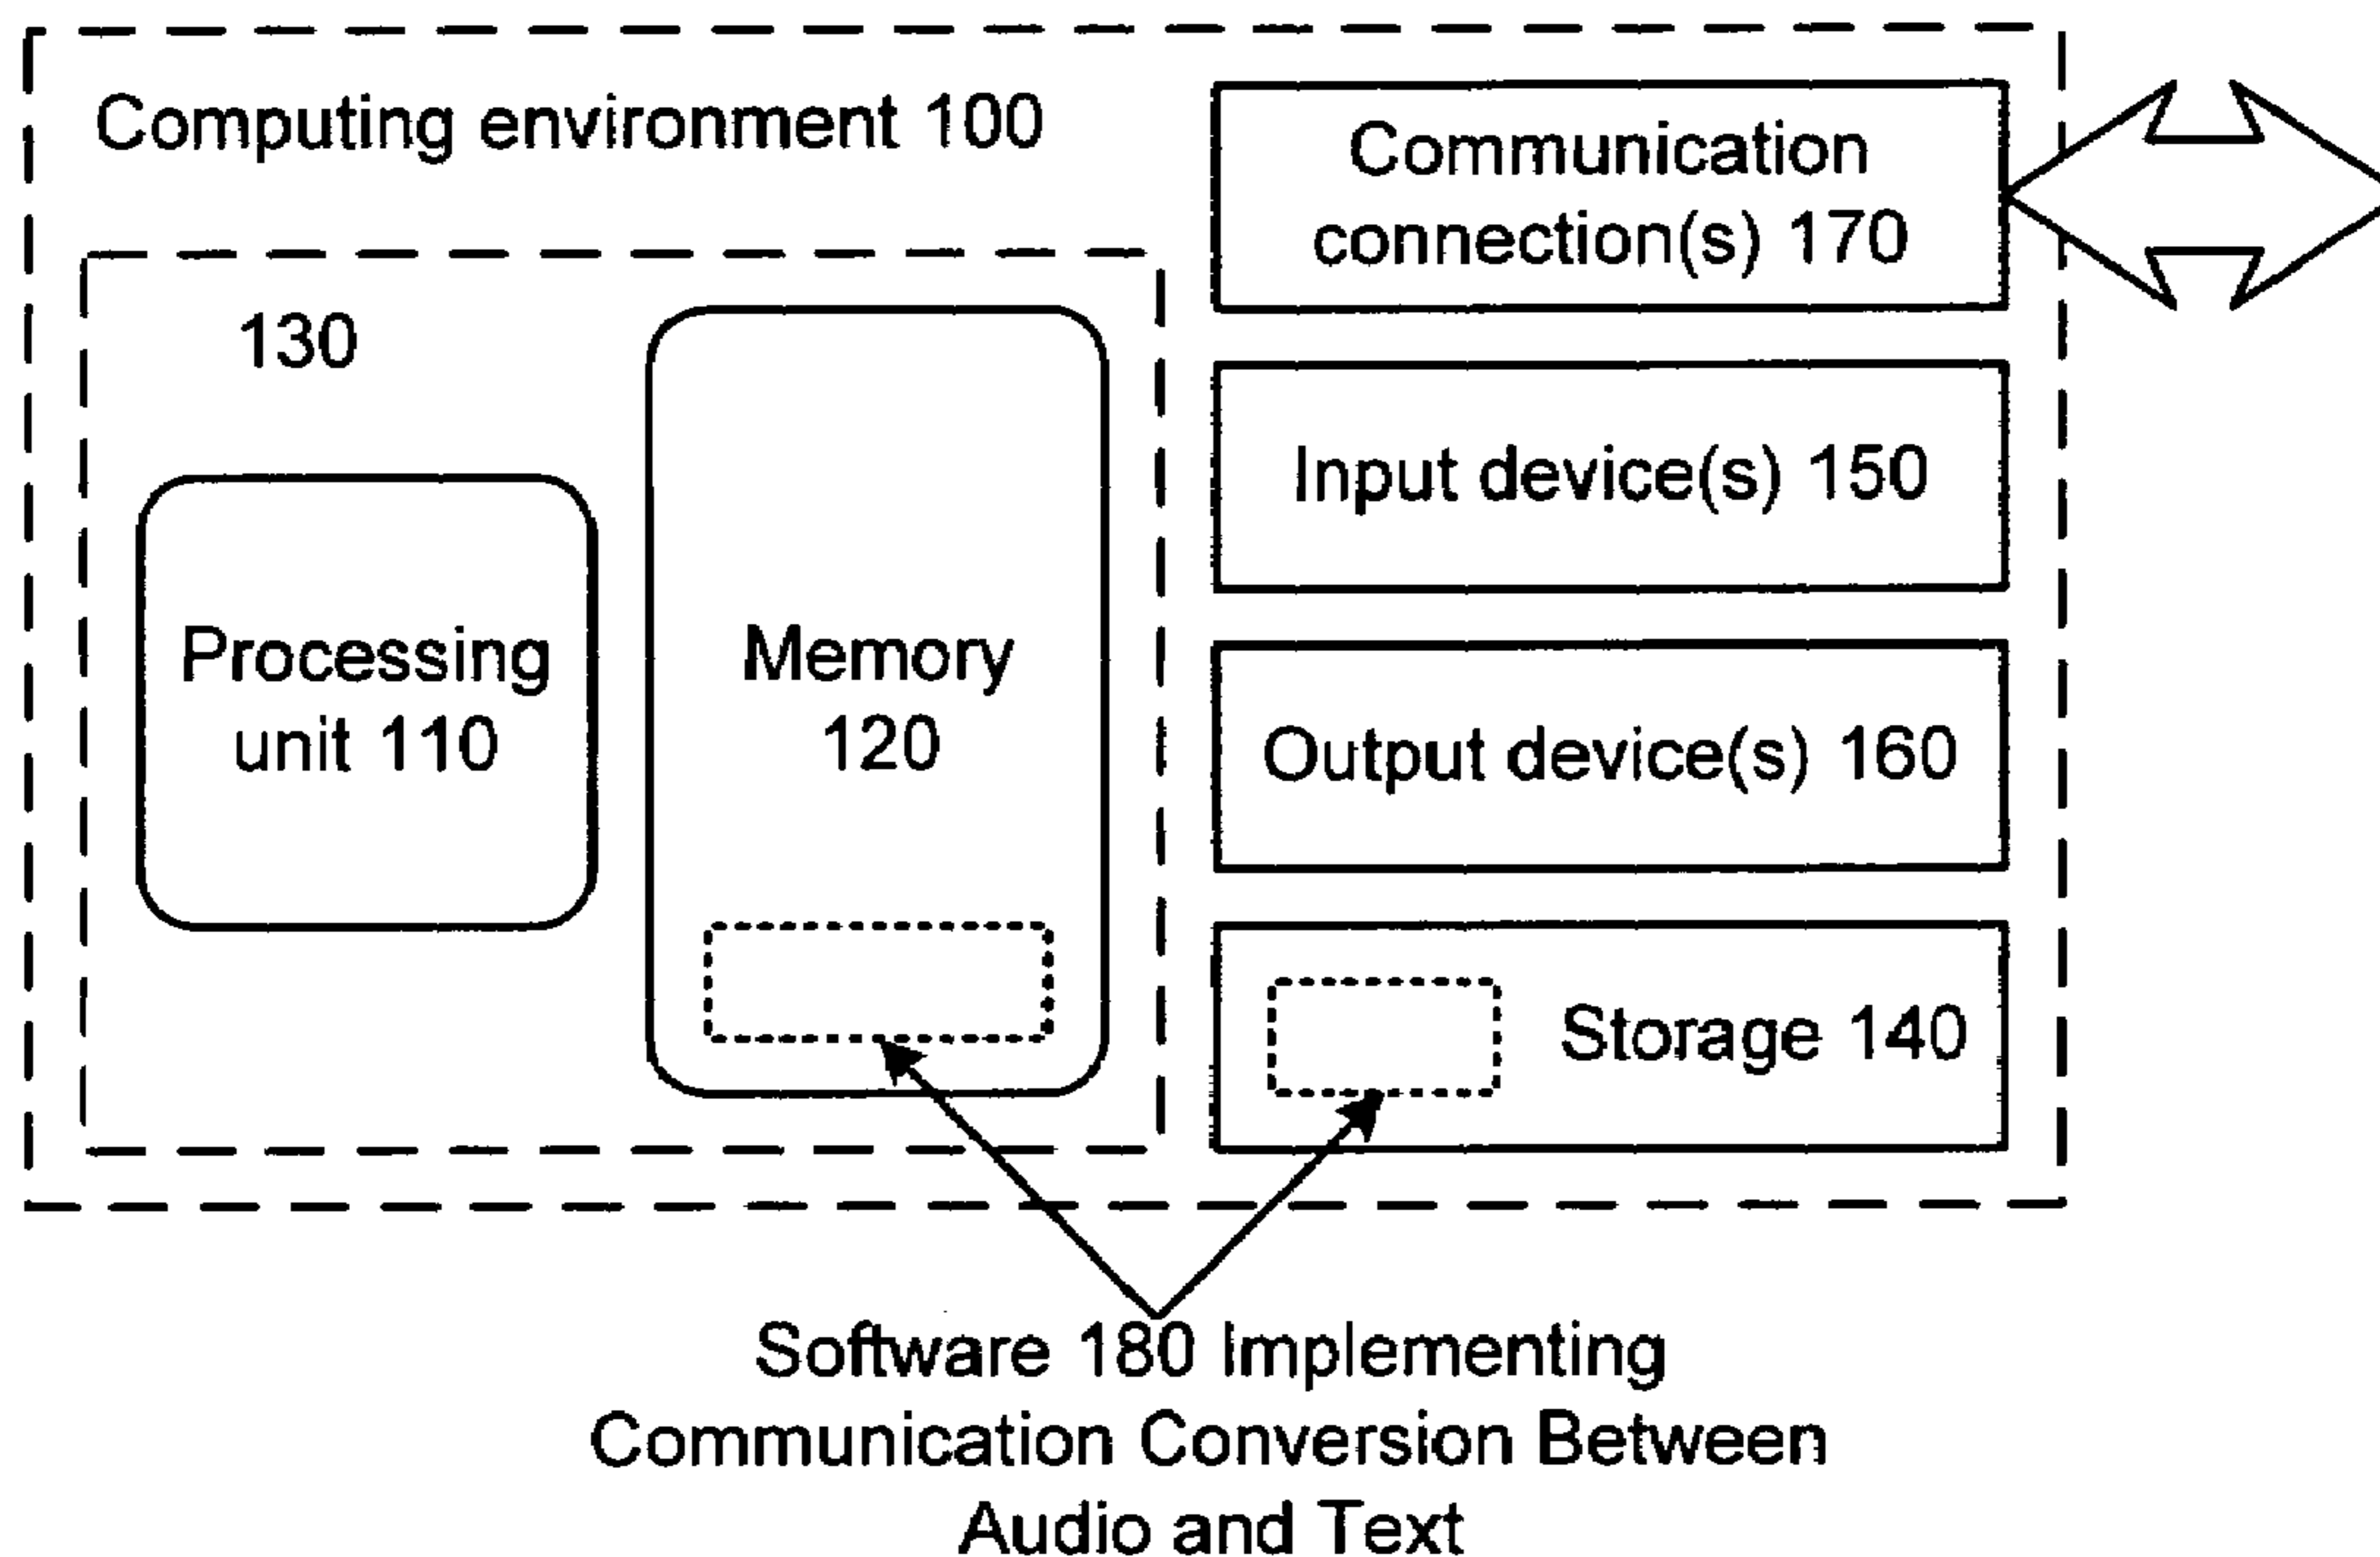 Computing environment 100
Communication
connection(s) 170
130
Processing
unit 110
Memory
120
Input device(s) 150
Output device(s) 160
Storage 140
Software 180 Implementing
Communication Conversion Between
Audio and Text